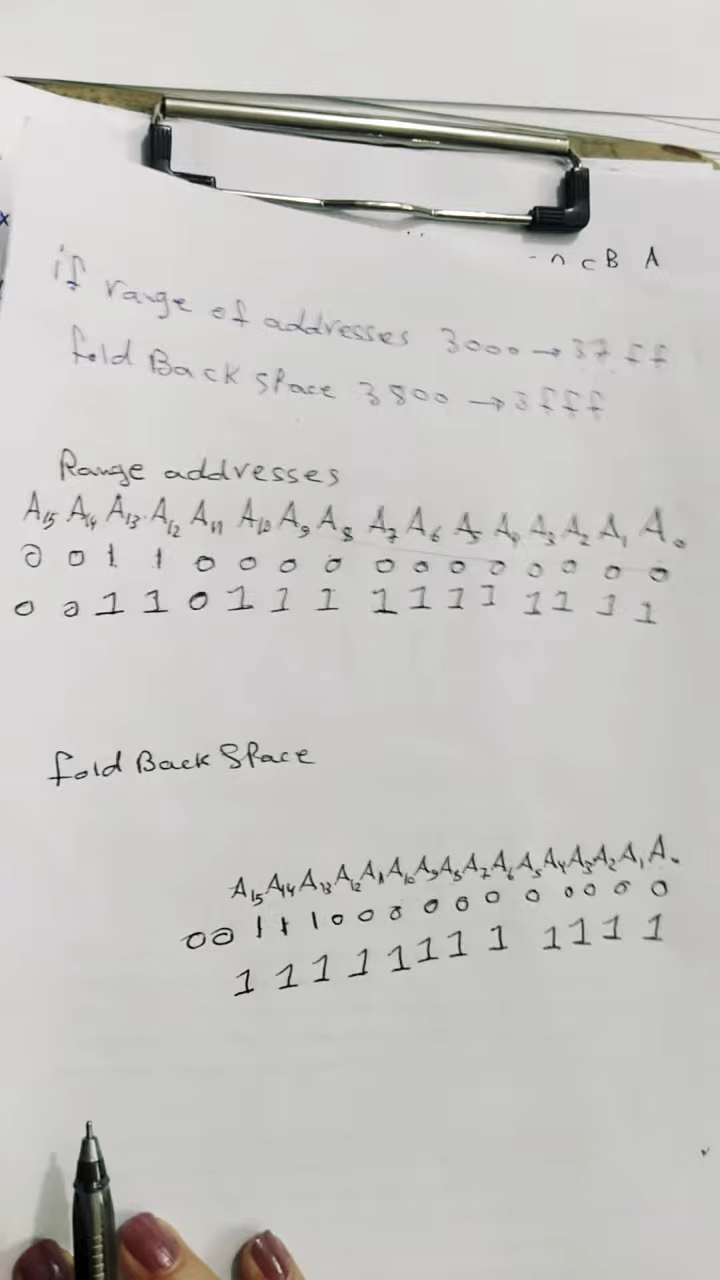 - n c B A
if range of addresses 3000 → 37ff
fold Back space 3800 → 3fff
Range addresses
A15 A14 A13 A12 A11 A10 A9 A8 A7 A6 A5 A4 A3 A2 A1 A0
0 0 1 1 0 0 0 0 0 0 0 0 0 0 0 0
0 0 1 1 0 1 1 1 1 1 1 1 1 1 1 1
fold Back Space
A15 A14 A13 A12 A11 A10 A9 A8 A7 A6 A5 A4 A3 A2 A1 A0
0 0 1 1 1 0 0 0 0 0 0 0 0 0 0 0
1 1 1 1 1 1 1 1 1 1 1 1 1